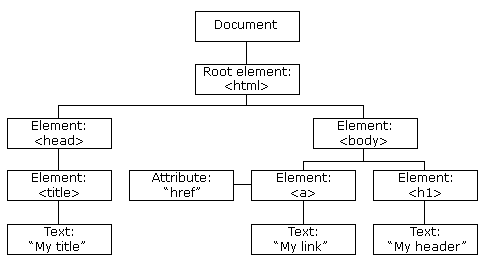 Document
Root element:
<html>
Element:
<head>
Element:
<body>
Element:
<title>
Attribute:
“href”
Element:
<a>
Element:
<h1>
Text:
“My title”
Text:
“My link”
Text:
“My header”